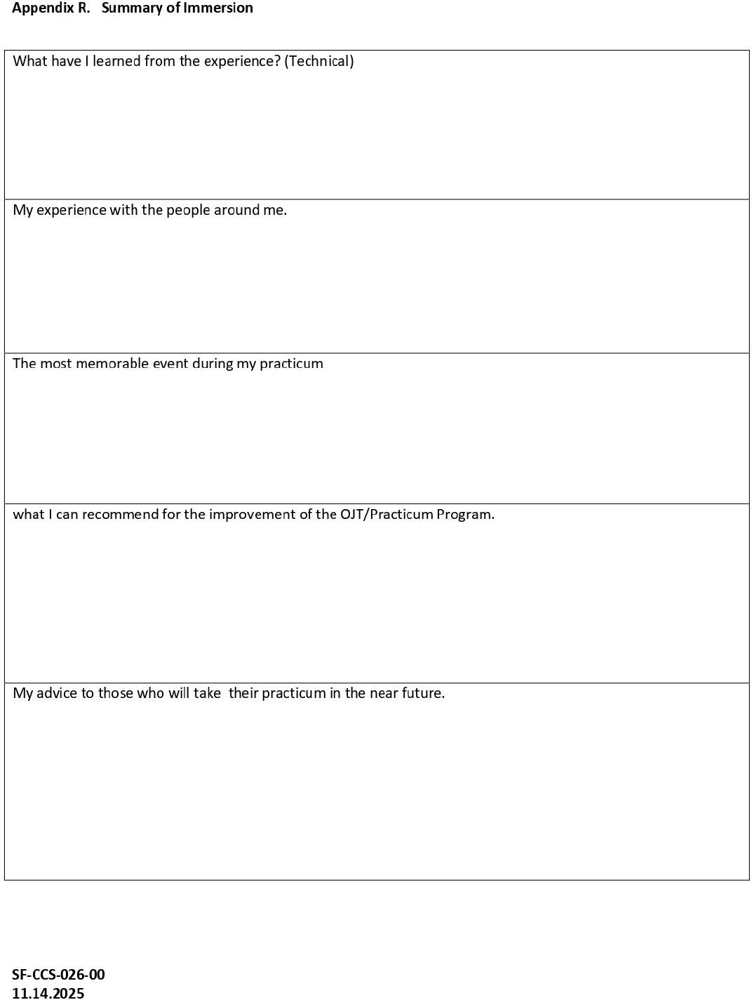 Appendix R. Summary of Immersion
What have I learned from the experience? (Technical)
My experience with the people around me.
The most memorable event during my practicum
what I can recommend for the improvement of the OJT/Practicum Program.
My advice to those who will take  their practicum in the near future.
SF-CCS-026-00
11.14.2025